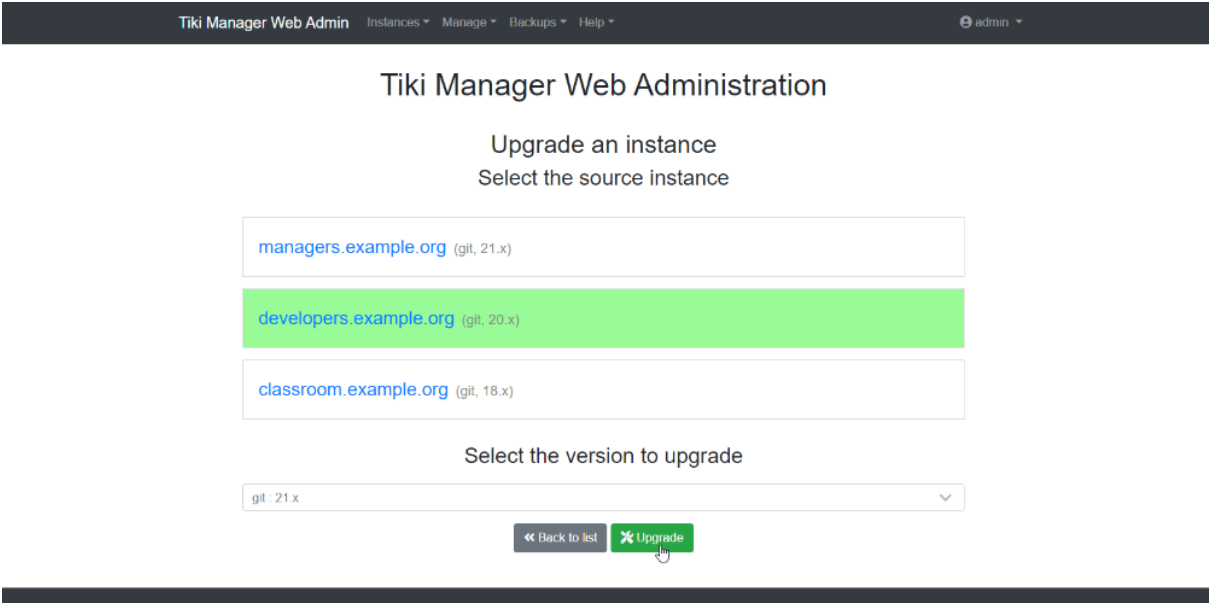 Tiki Manager Web Admin Instances Manage Backups Help admin
Tiki Manager Web Administration
Upgrade an instance
Select the source instance
managers.example.org (git, 21.x)
developers.example.org (git, 20.x)
classroom.example.org (git, 18.x)
Select the version to upgrade
git : 21.x
Back to list Upgrade